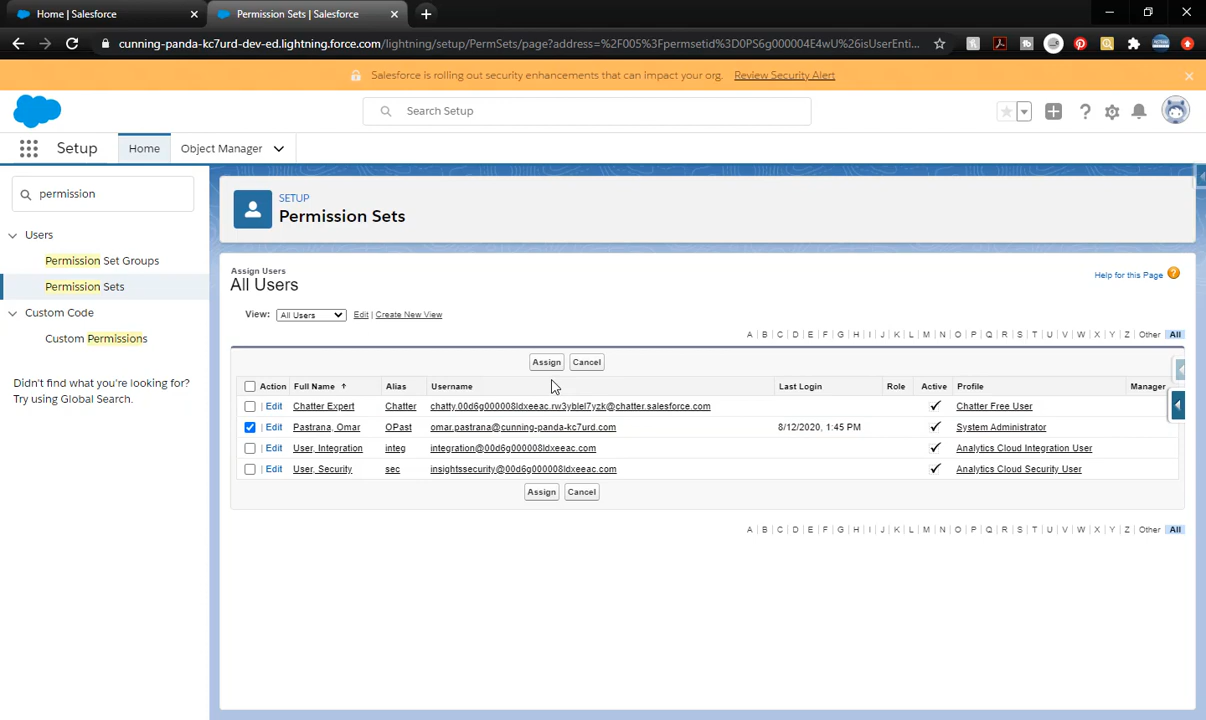 Home | Salesforce
Permission Sets | Salesforce
cunning-panda-kc7urd-dev-ed.lightning.force.com/lightning/setup/PermSets/page?address=%2F005%3Fpermsetid%3D0PS6g000004E4wU%26isUserEnti...
Salesforce is rolling out security enhancements that can impact your org. Review Security Alert
Search Setup
Setup Home Object Manager
permission
Users
Permission Set Groups
Permission Sets
Custom Code
Custom Permissions
Didn't find what you're looking for?
Try using Global Search.
SETUP
Permission Sets
Assign Users
All Users
Help for this Page
View: All Users Edit | Create New View
A | B | C | D | E | F | G | H | I | J | K | L | M | N | O | P | Q | R | S | T | U | V | W | X | Y | Z | Other | All
Assign Cancel
Action Full Name Alias Username Last Login Role Active Profile Manager
| Edit Chatter Expert Chatter chatty.00d6g000008ldxeeac.rw3yblel7yzk@chatter.salesforce.com Chatter Free User
| Edit Pastrana, Omar OPast omar.pastrana@cunning-panda-kc7urd.com 8/12/2020, 1:45 PM System Administrator
| Edit User, Integration integ integration@00d6g000008ldxeeac.com Analytics Cloud Integration User
| Edit User, Security sec insightssecurity@00d6g000008ldxeeac.com Analytics Cloud Security User
Assign Cancel
A | B | C | D | E | F | G | H | I | J | K | L | M | N | O | P | Q | R | S | T | U | V | W | X | Y | Z | Other | All